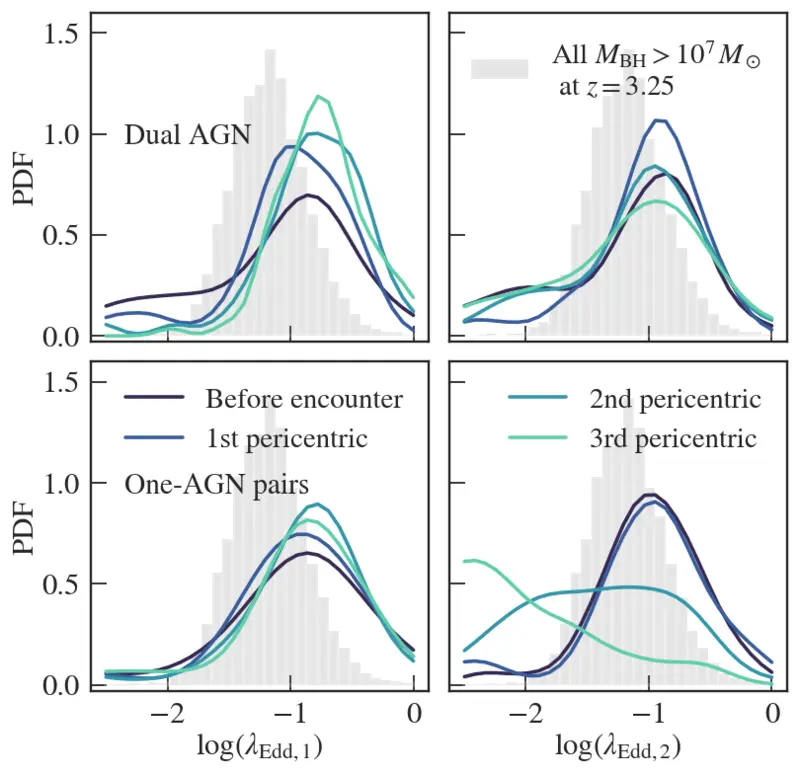 1.5
1.0
0.5
0.0
PDF
Dual AGN
All M_BH > 10^7 M_⊙
at z = 3.25
1.5
1.0
0.5
0.0
PDF
Before encounter
1st pericentric
One-AGN pairs
2nd pericentric
3rd pericentric
−2 −1 0
log(λ_Edd, 1)
−2 −1 0
log(λ_Edd, 2)